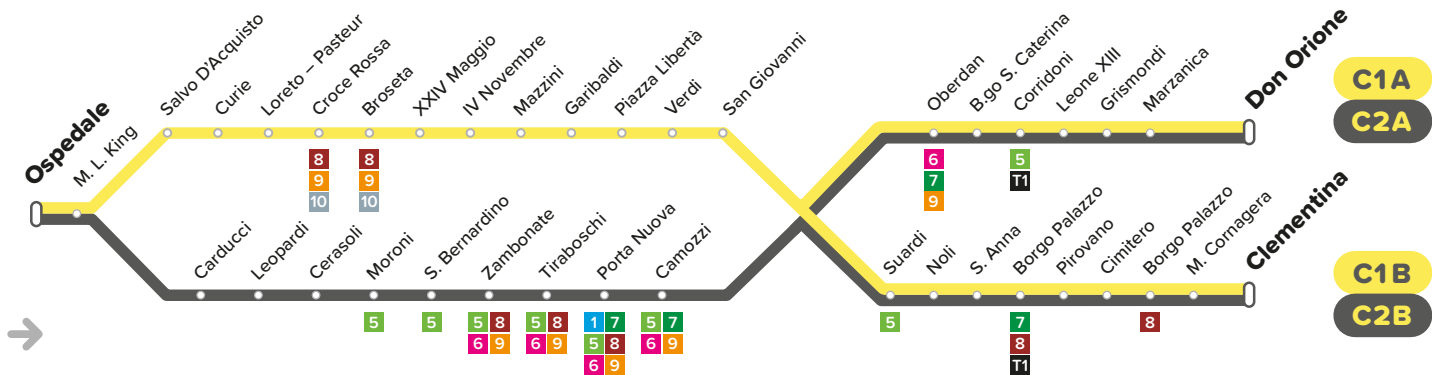 Ospedale
M. L. King
Salvo D'Acquisto
Curie
Loreto – Pasteur
Croce Rossa
Broseta
XXIV Maggio
IV Novembre
Mazzini
Garibaldi
Piazza Libertà
Verdi
San Giovanni
Oberdan
B.go S. Caterina
Corridoni
Leone XIII
Grismondi
Marzanica
Don Orione
C1A
C2A
8
9
10
8
9
10
6
7
9
5
T1
Carducci
Leopardi
Cerasoli
Moroni
S. Bernardino
Zambonate
Tiraboschi
Porta Nuova
Camozzi
Suardi
Noli
S. Anna
Borgo Palazzo
Pirovano
Cimitero
Borgo Palazzo
M. Cornagera
Clementina
C1B
C2B
5
5
5 8
6 9
5 8
6 9
1 7
5 8
6 9
5 7
6 9
5
7
8
T1
8